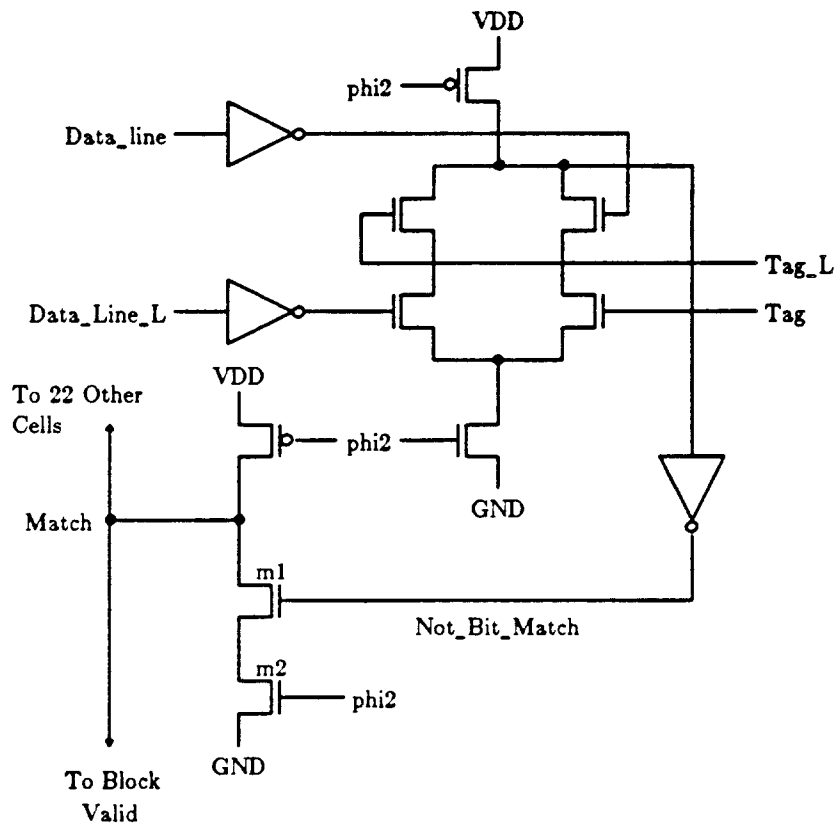 VDD
phi2
Data_line
Tag_L
Data_Line_L
Tag
VDD
To 22 Other
Cells
phi2
GND
Match
m1
Not_Bit_Match
m2
phi2
GND
To Block
Valid